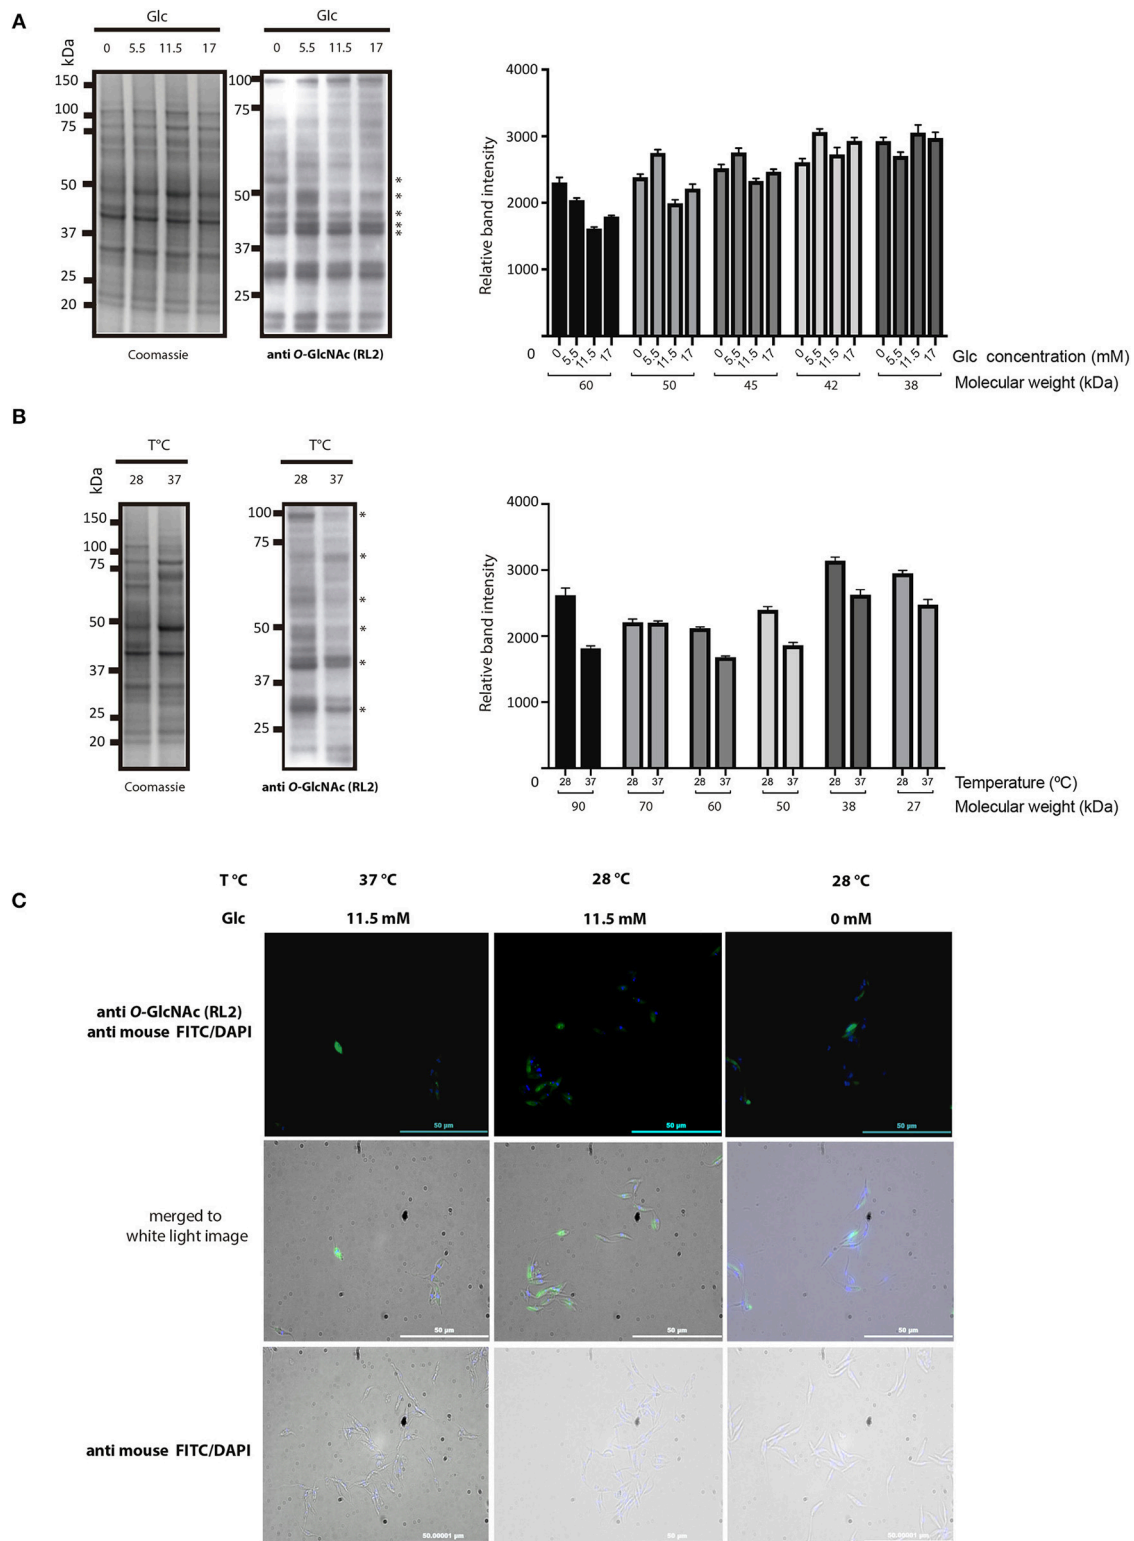 A
Glc
Glc
kDa
0 5.5 11.5 17
0 5.5 11.5 17
150
100
75
50
37
25
20
100
75
50
37
25
*
*
*
**
Coomassie
anti O-GlcNAc (RL2)
Relative band intensity
4000
3000
2000
1000
0
0 5.5 11.5 17 0 5.5 11.5 17 0 5.5 11.5 17 0 5.5 11.5 17 0 5.5 11.5 17
Glc concentration (mM)
60 50 45 42 38
Molecular weight (kDa)
B
T°C
T°C
kDa
28 37
28 37
150
100
75
50
37
25
20
100
75
50
37
25
*
*
*
*
*
*
Coomassie
anti O-GlcNAc (RL2)
Relative band intensity
4000
3000
2000
1000
0
28 37 28 37 28 37 28 37 28 37 28 37
Temperature (ºC)
90 70 60 50 38 27
Molecular weight (kDa)
C
T °C 37 °C 28 °C 28 °C
Glc 11.5 mM 11.5 mM 0 mM
anti O-GlcNAc (RL2)
anti mouse FITC/DAPI
50 µm
50 µm
50 µm
merged to
white light image
50 µm
50 µm
50 µm
anti mouse FITC/DAPI
50.00001 µm
50 µm
50.00001 µm